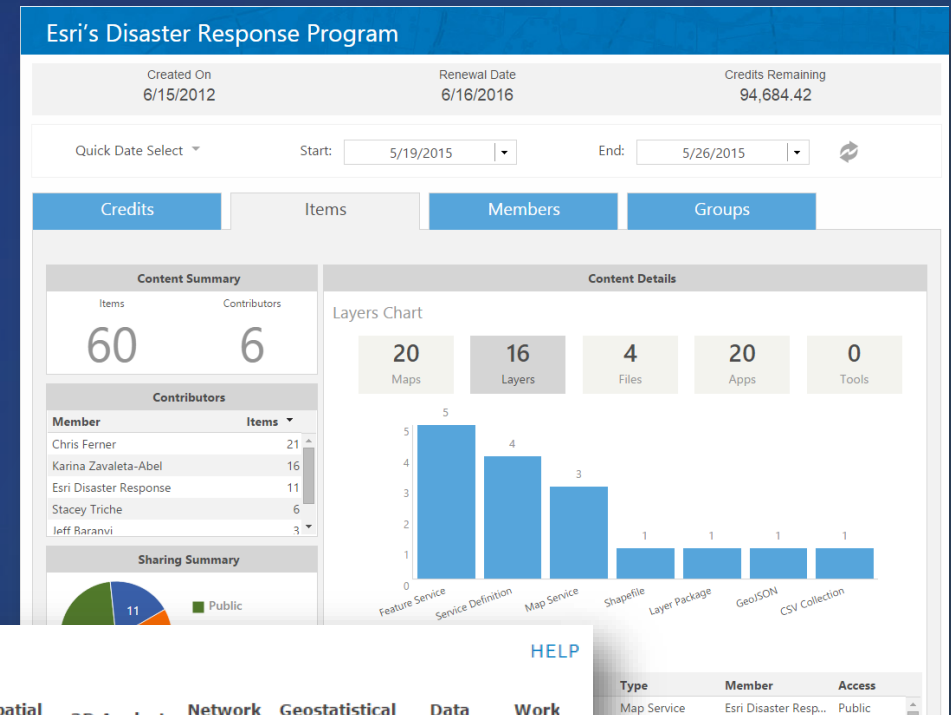 Esri's Disaster Response Program
Created On Renewal Date Credits Remaining
6/15/2012 6/16/2016 94,684.42
Quick Date Select Start: 5/19/2015 End: 5/26/2015
Credits Items Members Groups
Content Summary
Items Contributors
60 6
Contributors
Member Items
Chris Ferner 21
Karina Zavaleta-Abel 16
Esri Disaster Response 11
Stacey Triche 6
Jeff Baranyi 3
Sharing Summary
11
Public
Content Details
Layers Chart
20 16 4 20 0
Maps Layers Files Apps Tools
5
4
3
2
1
0
5 4 3 1 1 1 1
Feature Service Service Definition Map Service Shapefile Layer Package GeoJSON CSV Collection
Type Member Access
Map Service Esri Disaster Resp... Public
HELP
Network Geostatistical Data Work